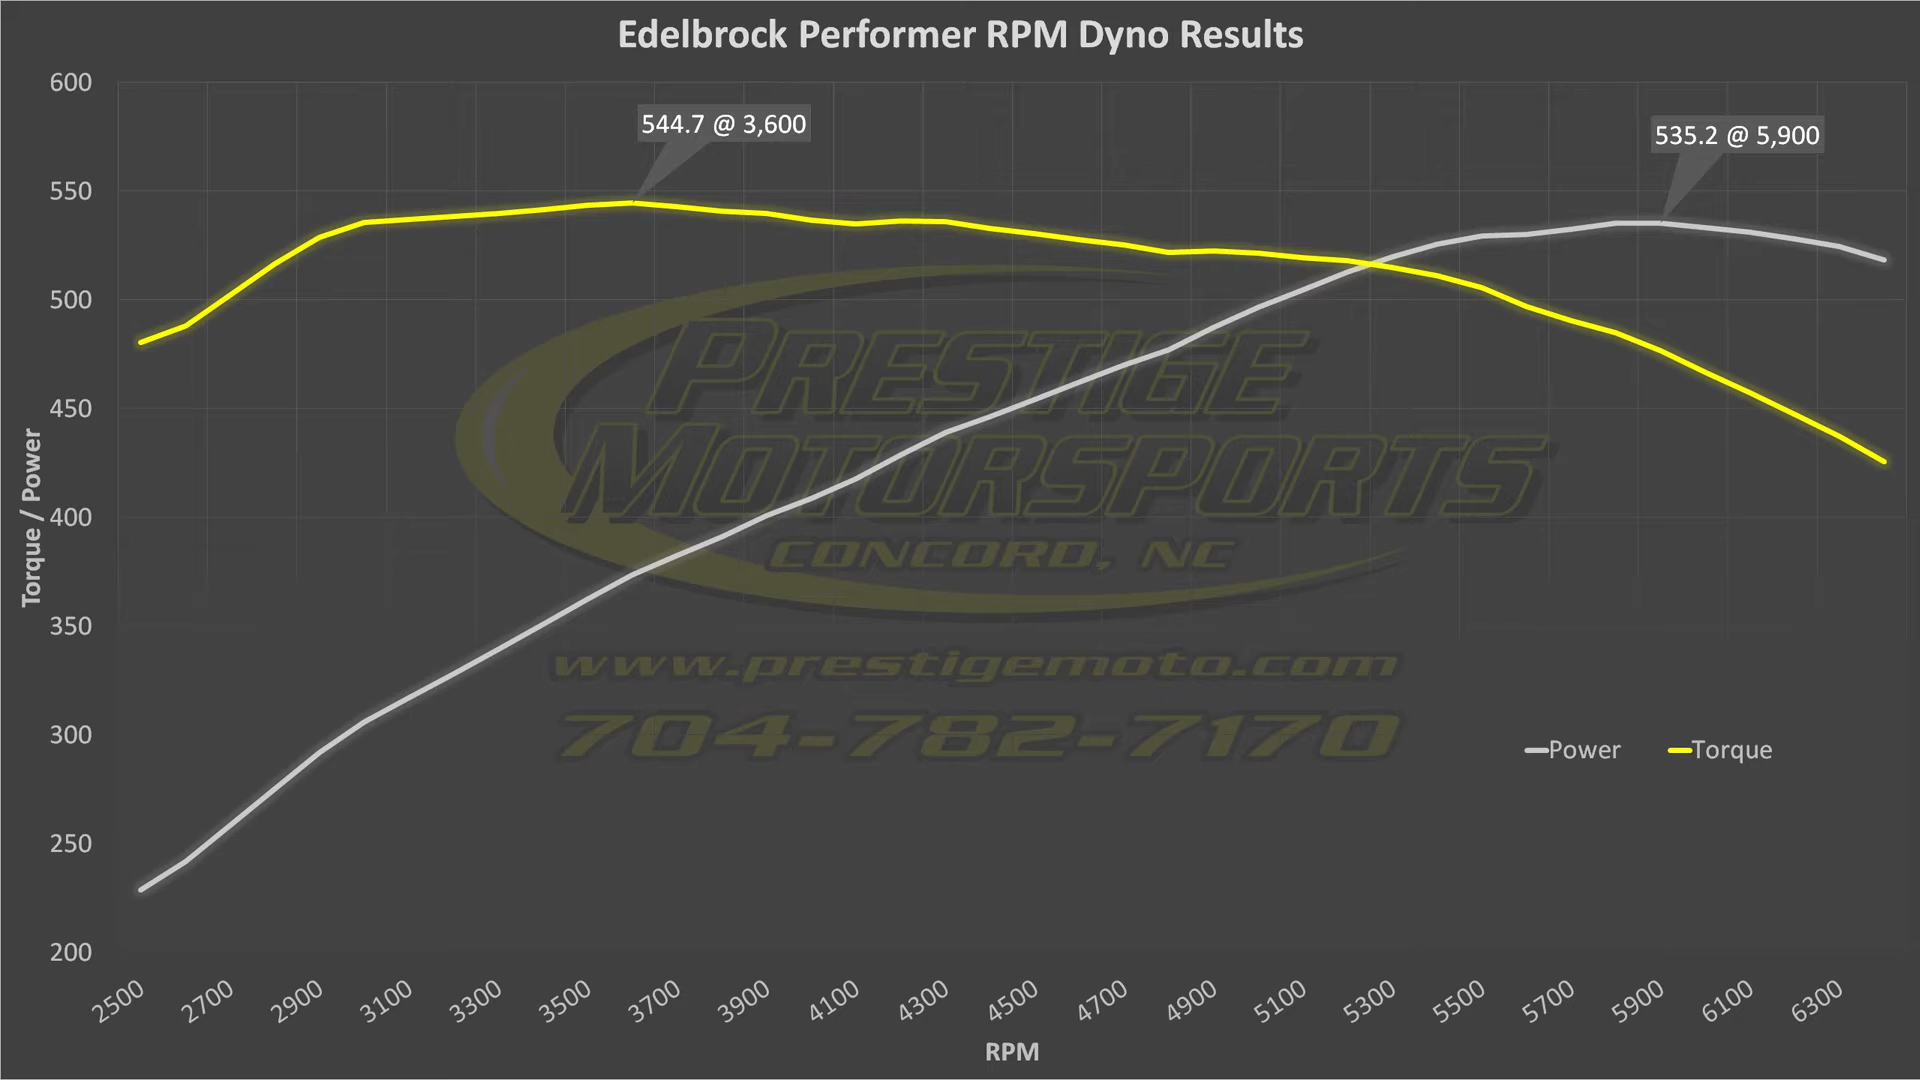 Edelbrock Performer RPM Dyno Results
600
550
500
450
400
350
300
250
200
Torque / Power
544.7 @ 3,600
535.2 @ 5,900
PRESTIGE
MOTORSPORTS
CONCORD, NC
www.prestigemoto.com
704-782-7170
Power
Torque
2500 2700 2900 3100 3300 3500 3700 3900 4100 4300 4500 4700 4900 5100 5300 5500 5700 5900 6100 6300
RPM